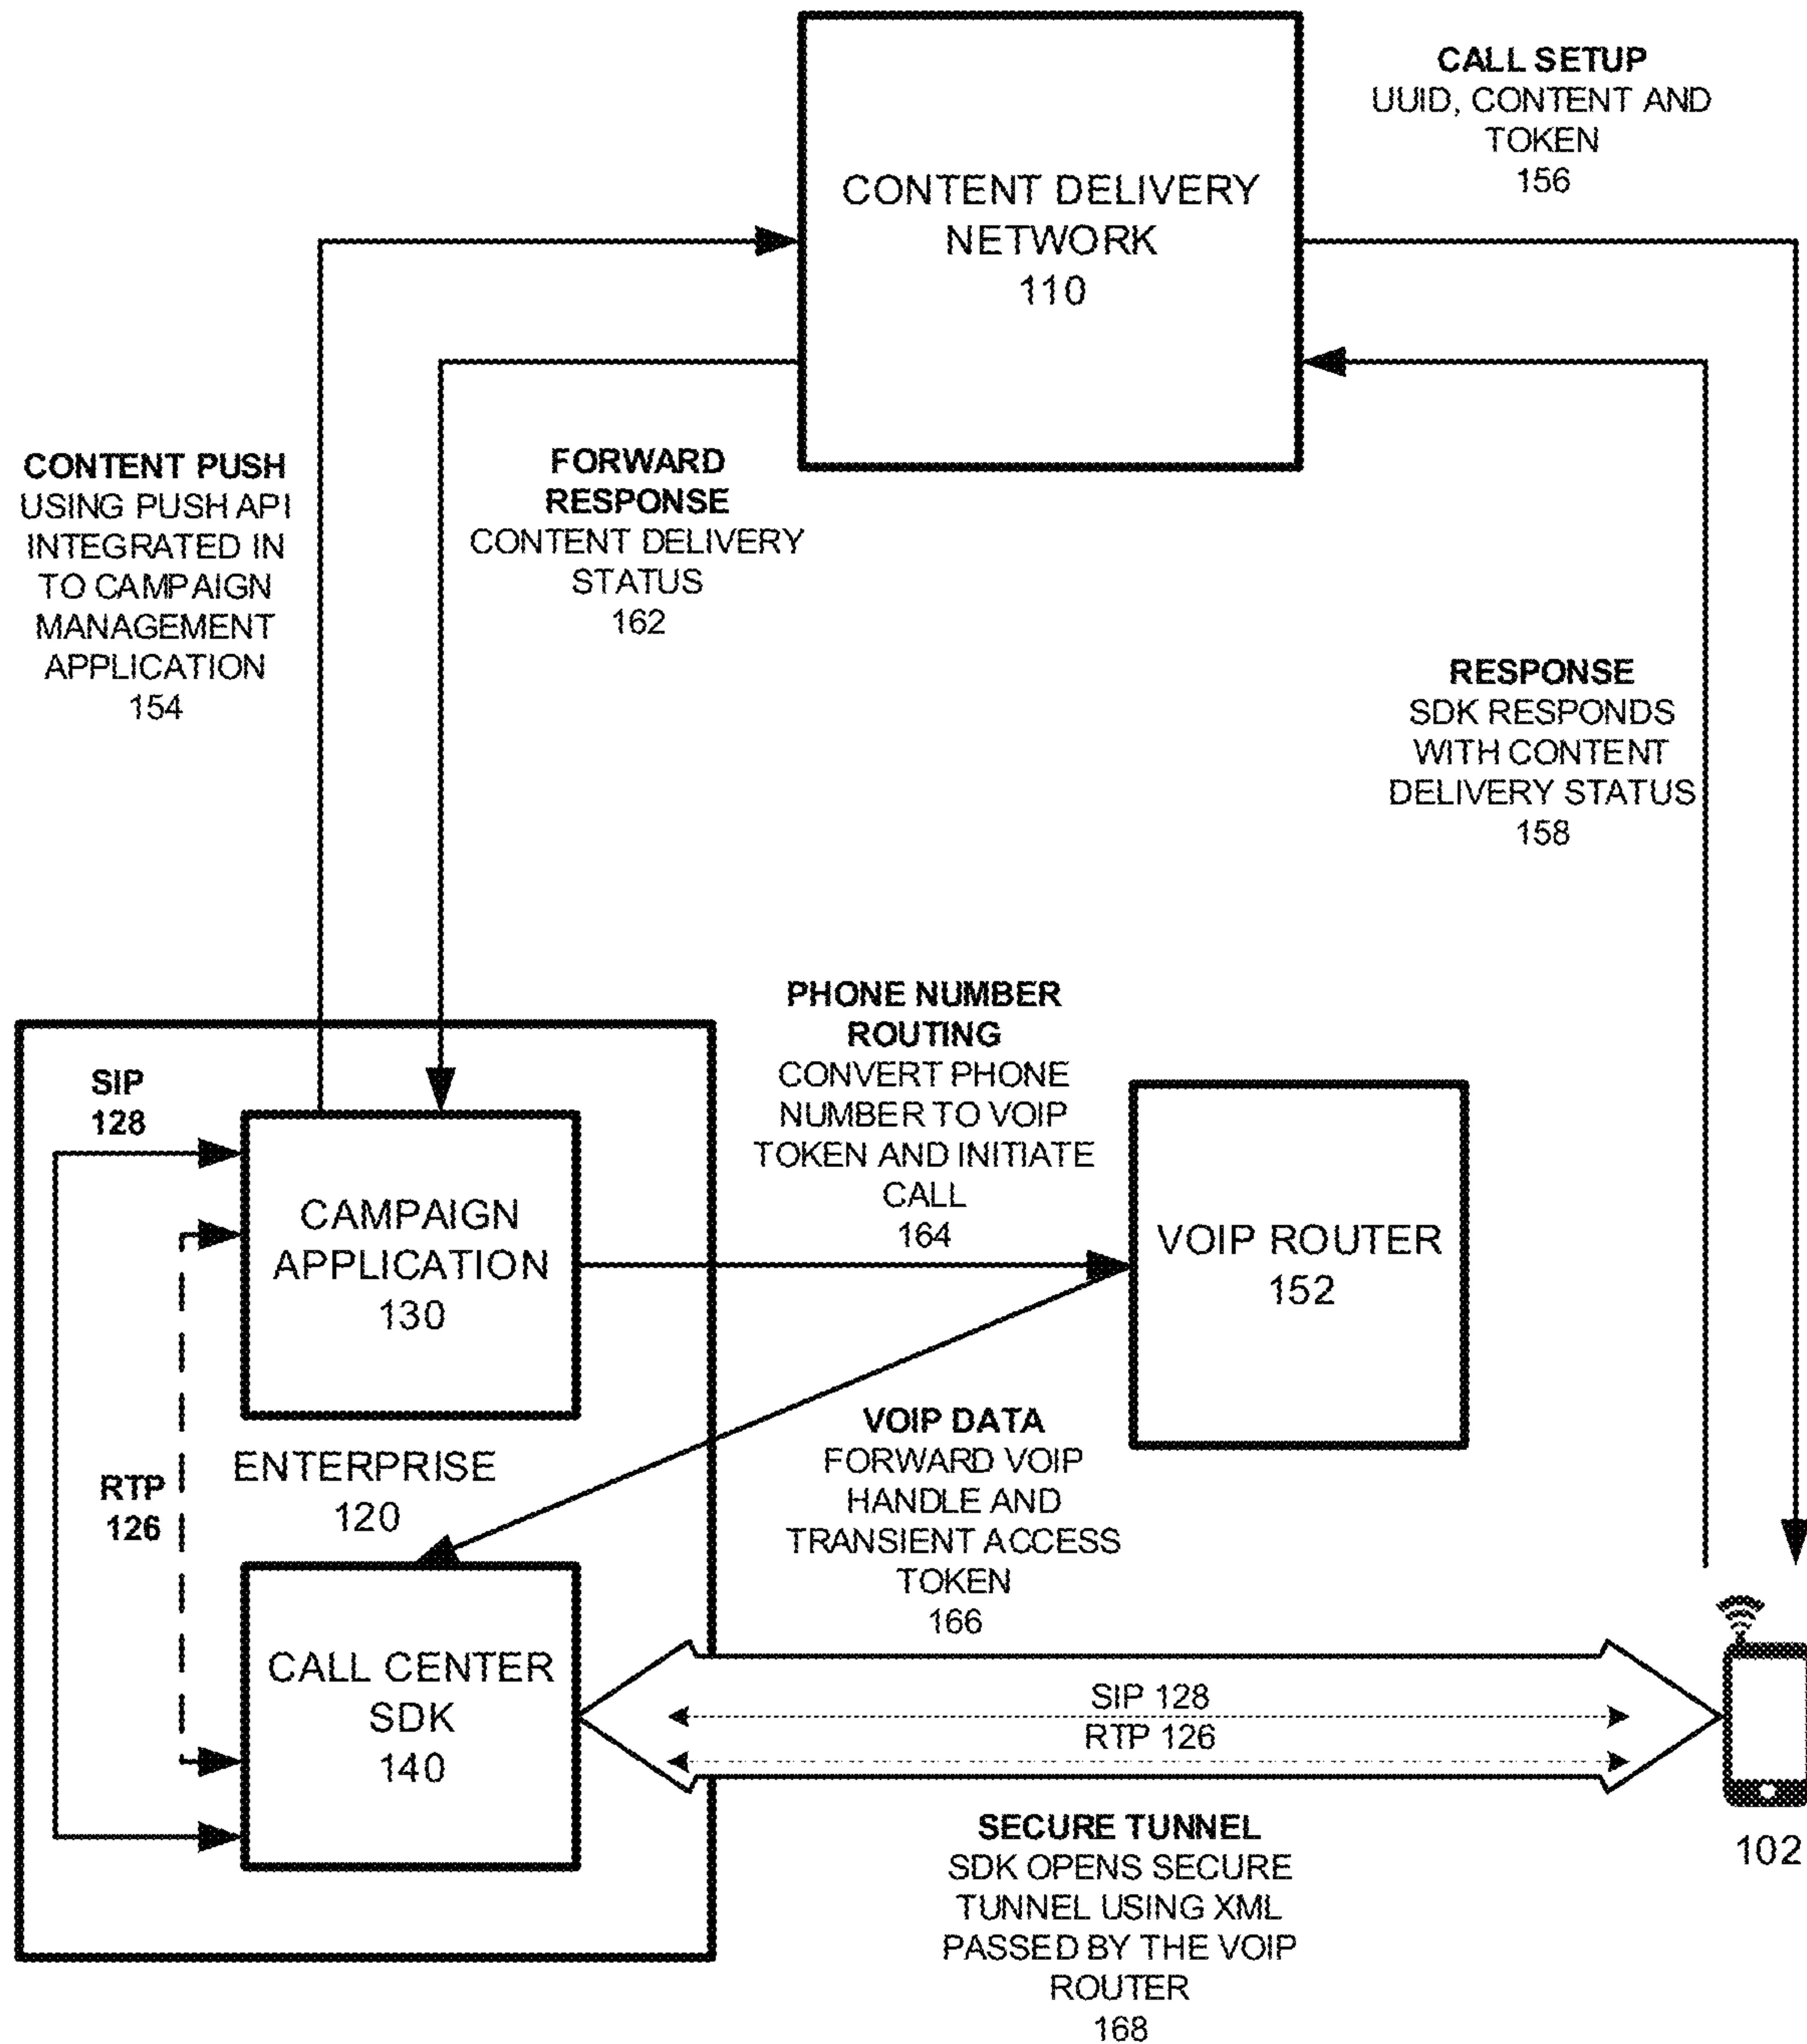 CONTENT DELIVERY
NETWORK
110
CALL SETUP
UUID, CONTENT AND
TOKEN
156
CONTENT PUSH
USING PUSH API
INTEGRATED IN
TO CAMPAIGN
MANAGEMENT
APPLICATION
154
FORWARD
RESPONSE
CONTENT DELIVERY
STATUS
162
RESPONSE
SDK RESPONDS
WITH CONTENT
DELIVERY STATUS
158
PHONE NUMBER
ROUTING
CONVERT PHONE
NUMBER TO VOIP
TOKEN AND INITIATE
CALL
164
SIP
128
CAMPAIGN
APPLICATION
130
VOIP ROUTER
152
RTP
126
ENTERPRISE
120
VOIP DATA
FORWARD VOIP
HANDLE AND
TRANSIENT ACCESS
TOKEN
166
CALL CENTER
SDK
140
SIP 128
RTP 126
102
SECURE TUNNEL
SDK OPENS SECURE
TUNNEL USING XML
PASSED BY THE VOIP
ROUTER
168